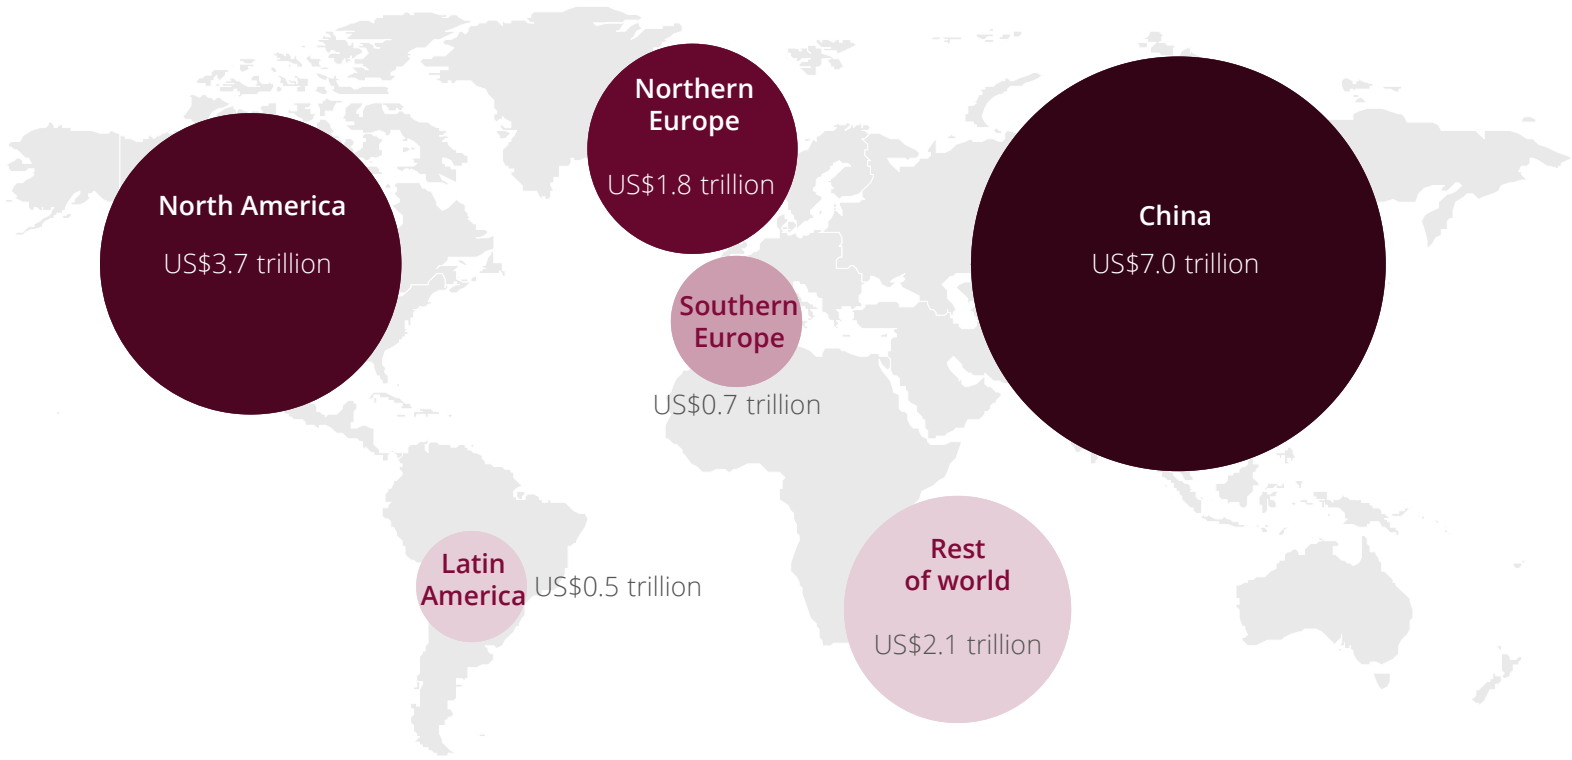 Northern
Europe
US$1.8 trillion
North America
US$3.7 trillion
China
US$7.0 trillion
Southern
Europe
US$0.7 trillion
Latin
America
US$0.5 trillion
Rest
of world
US$2.1 trillion